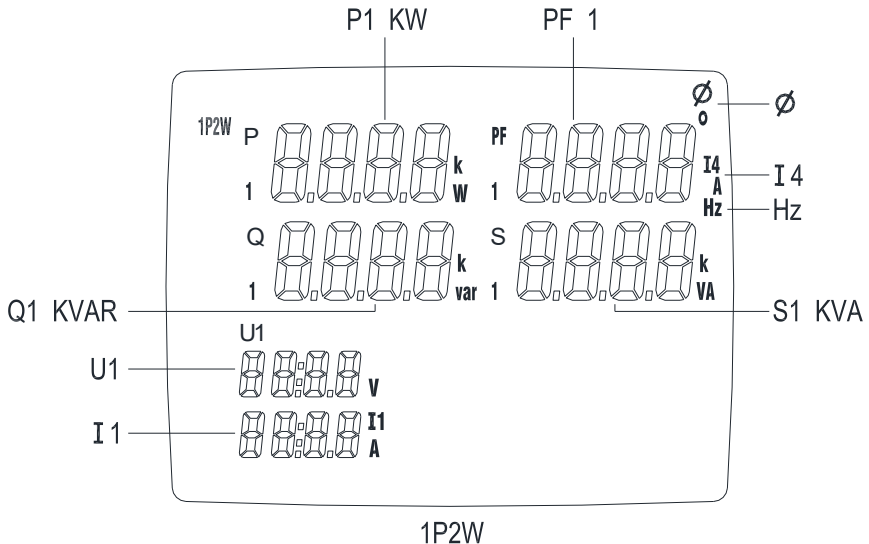 P1 KW PF 1
Ø
1P2W P PF o
k I4 I4
1 W 1 A
Hz Hz
Q S
k k
1 var 1 VA
Q1 KVAR S1 KVA
U1
U1 V
I1 I1
A
1P2W